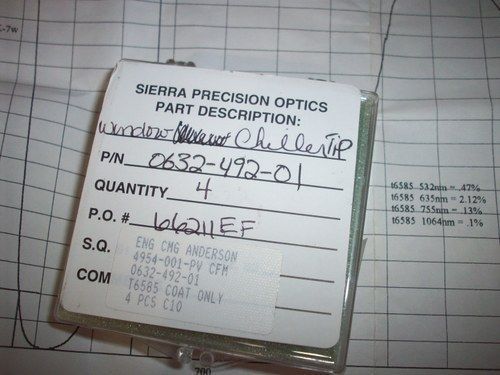 SIERRA PRECISION OPTICS
PART DESCRIPTION:
Window Chiller Tip
P/N 0632-492-01
QUANTITY 4
P.O. # 66211EF
S.Q.
COM
ENG CMG ANDERSON
4954-001-PV CFM
0632-492-01
T6585 COAT ONLY
4 PCS C10
t6585 532nm = .47%
t6585 635nm = 2.12%
t6585 755nm = .13%
t6585 1064nm = .1%
700